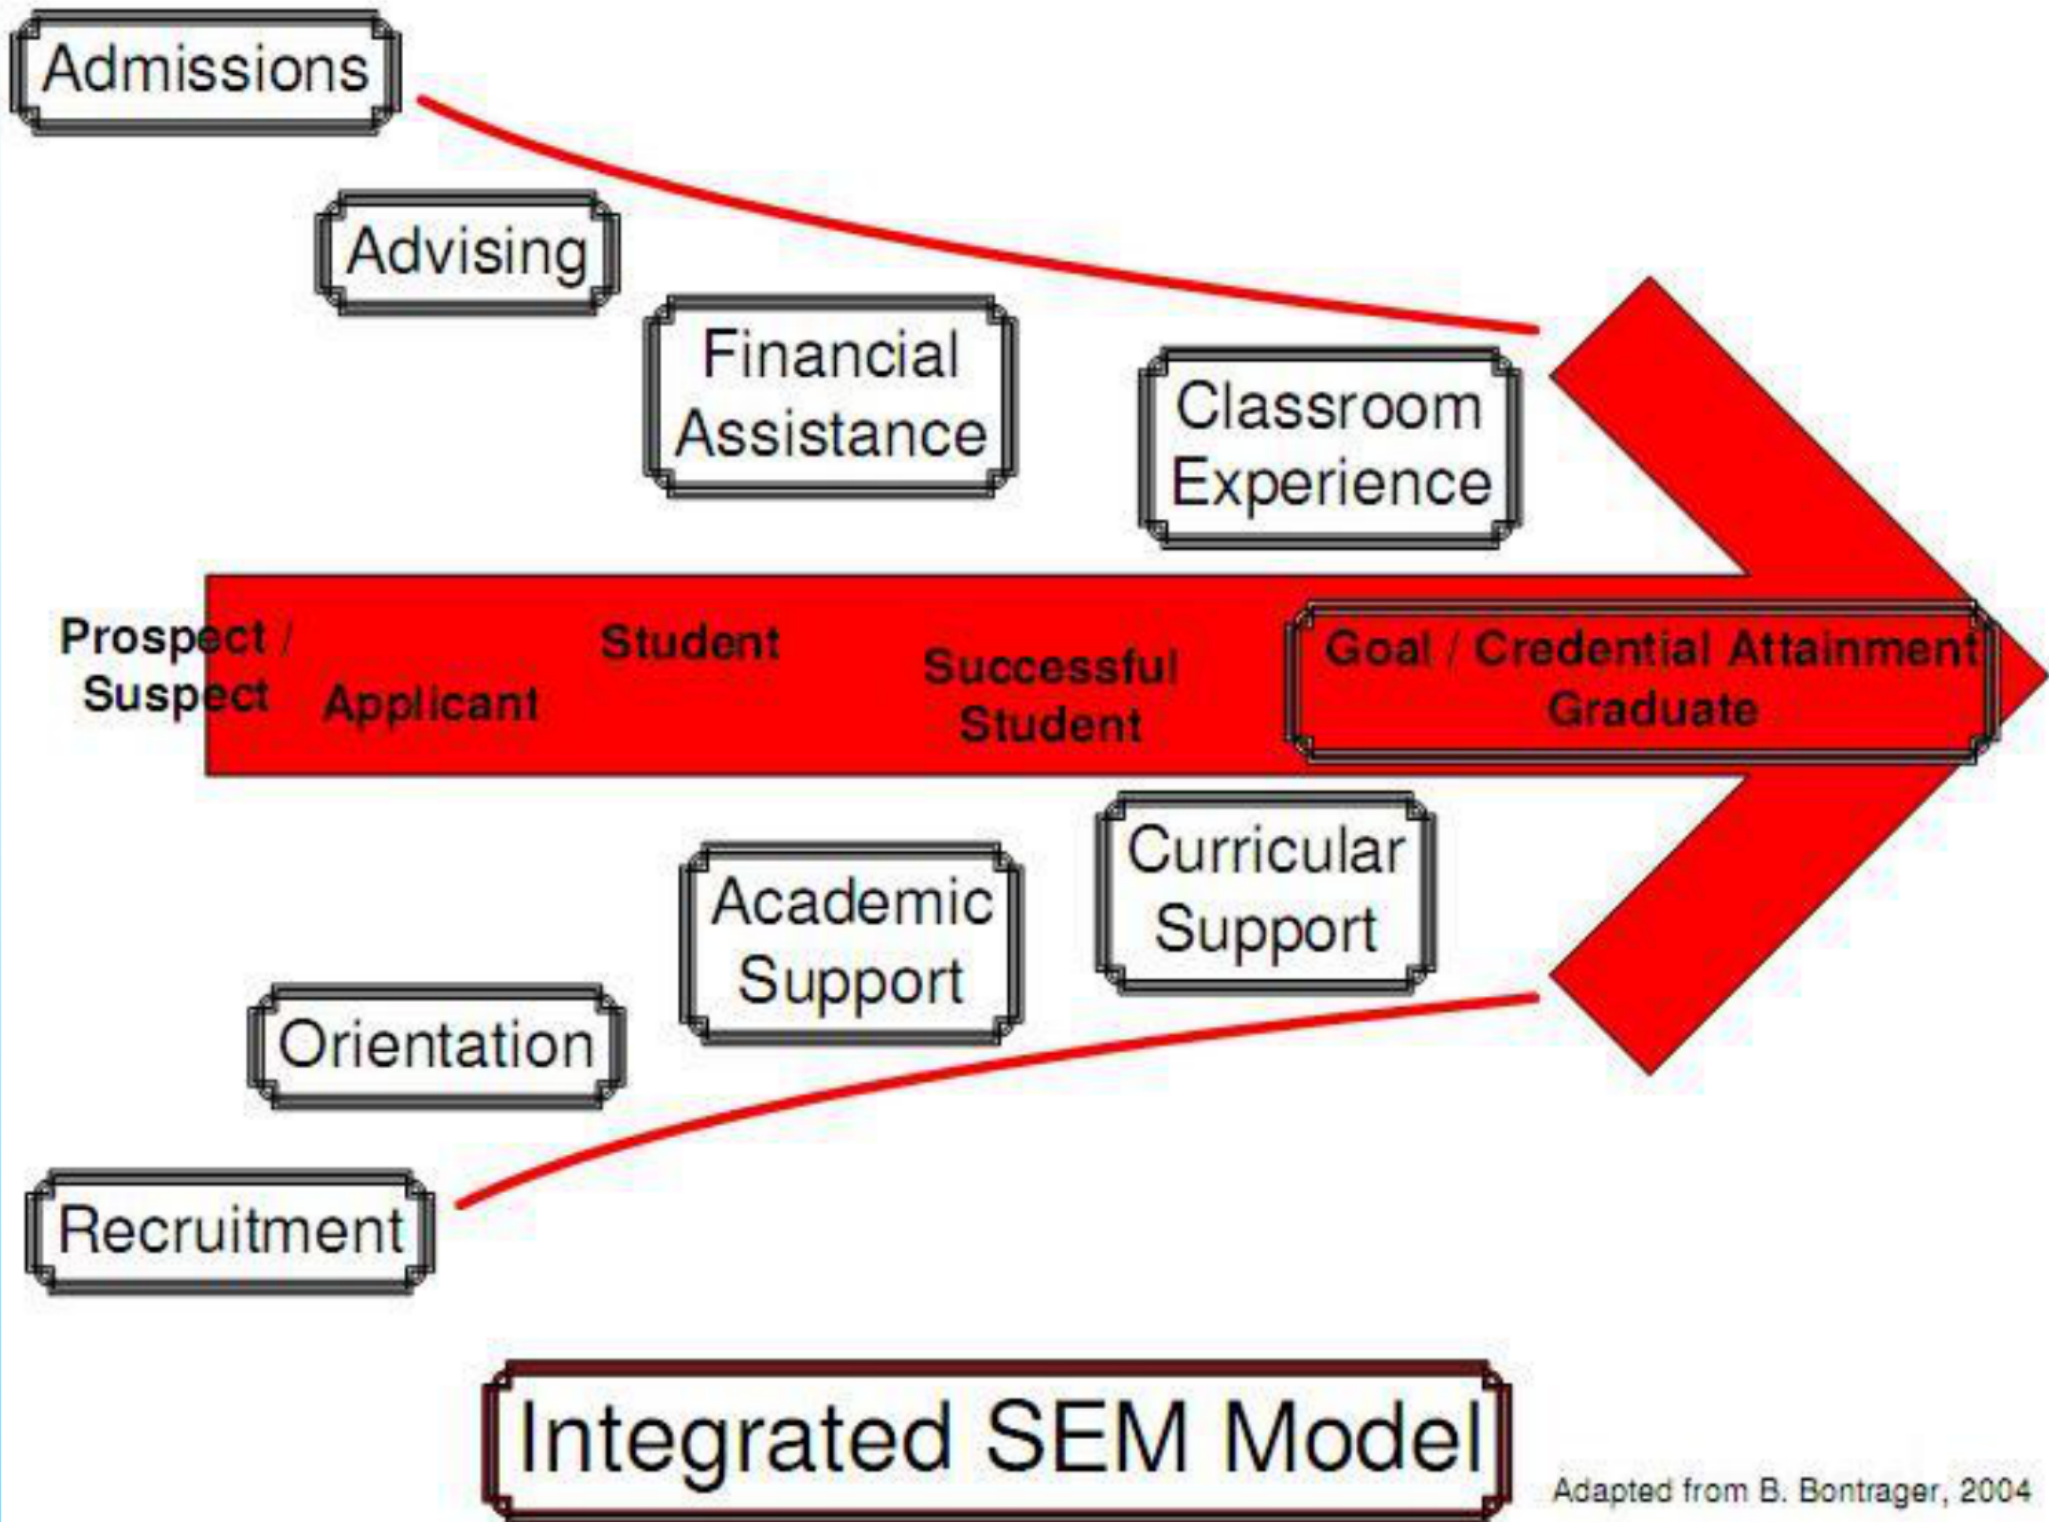 Admissions
Advising
Financial
Assistance
Classroom
Experience
Prospect /
Suspect
Applicant
Student
Successful
Student
Goal / Credential Attainment
Graduate
Curricular
Support
Academic
Support
Orientation
Recruitment
Integrated SEM Model
Adapted from B. Bontrager, 2004